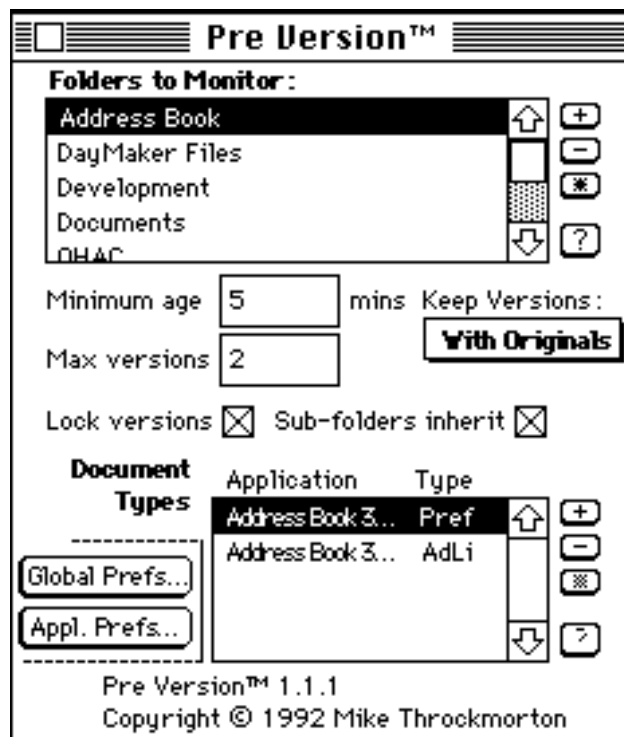 Pre Version™
Folders to Monitor:
Address Book
DayMaker Files
Development
Documents
OHAC
Minimum age 5 mins Keep Versions:
With Originals
Max versions 2
Lock versions Sub-folders inherit
Document Types
Application Type
Address Book 3... Pref
Address Book 3... AdLi
Global Prefs...
Appl. Prefs...
Pre Version™ 1.1.1
Copyright © 1992 Mike Throckmorton